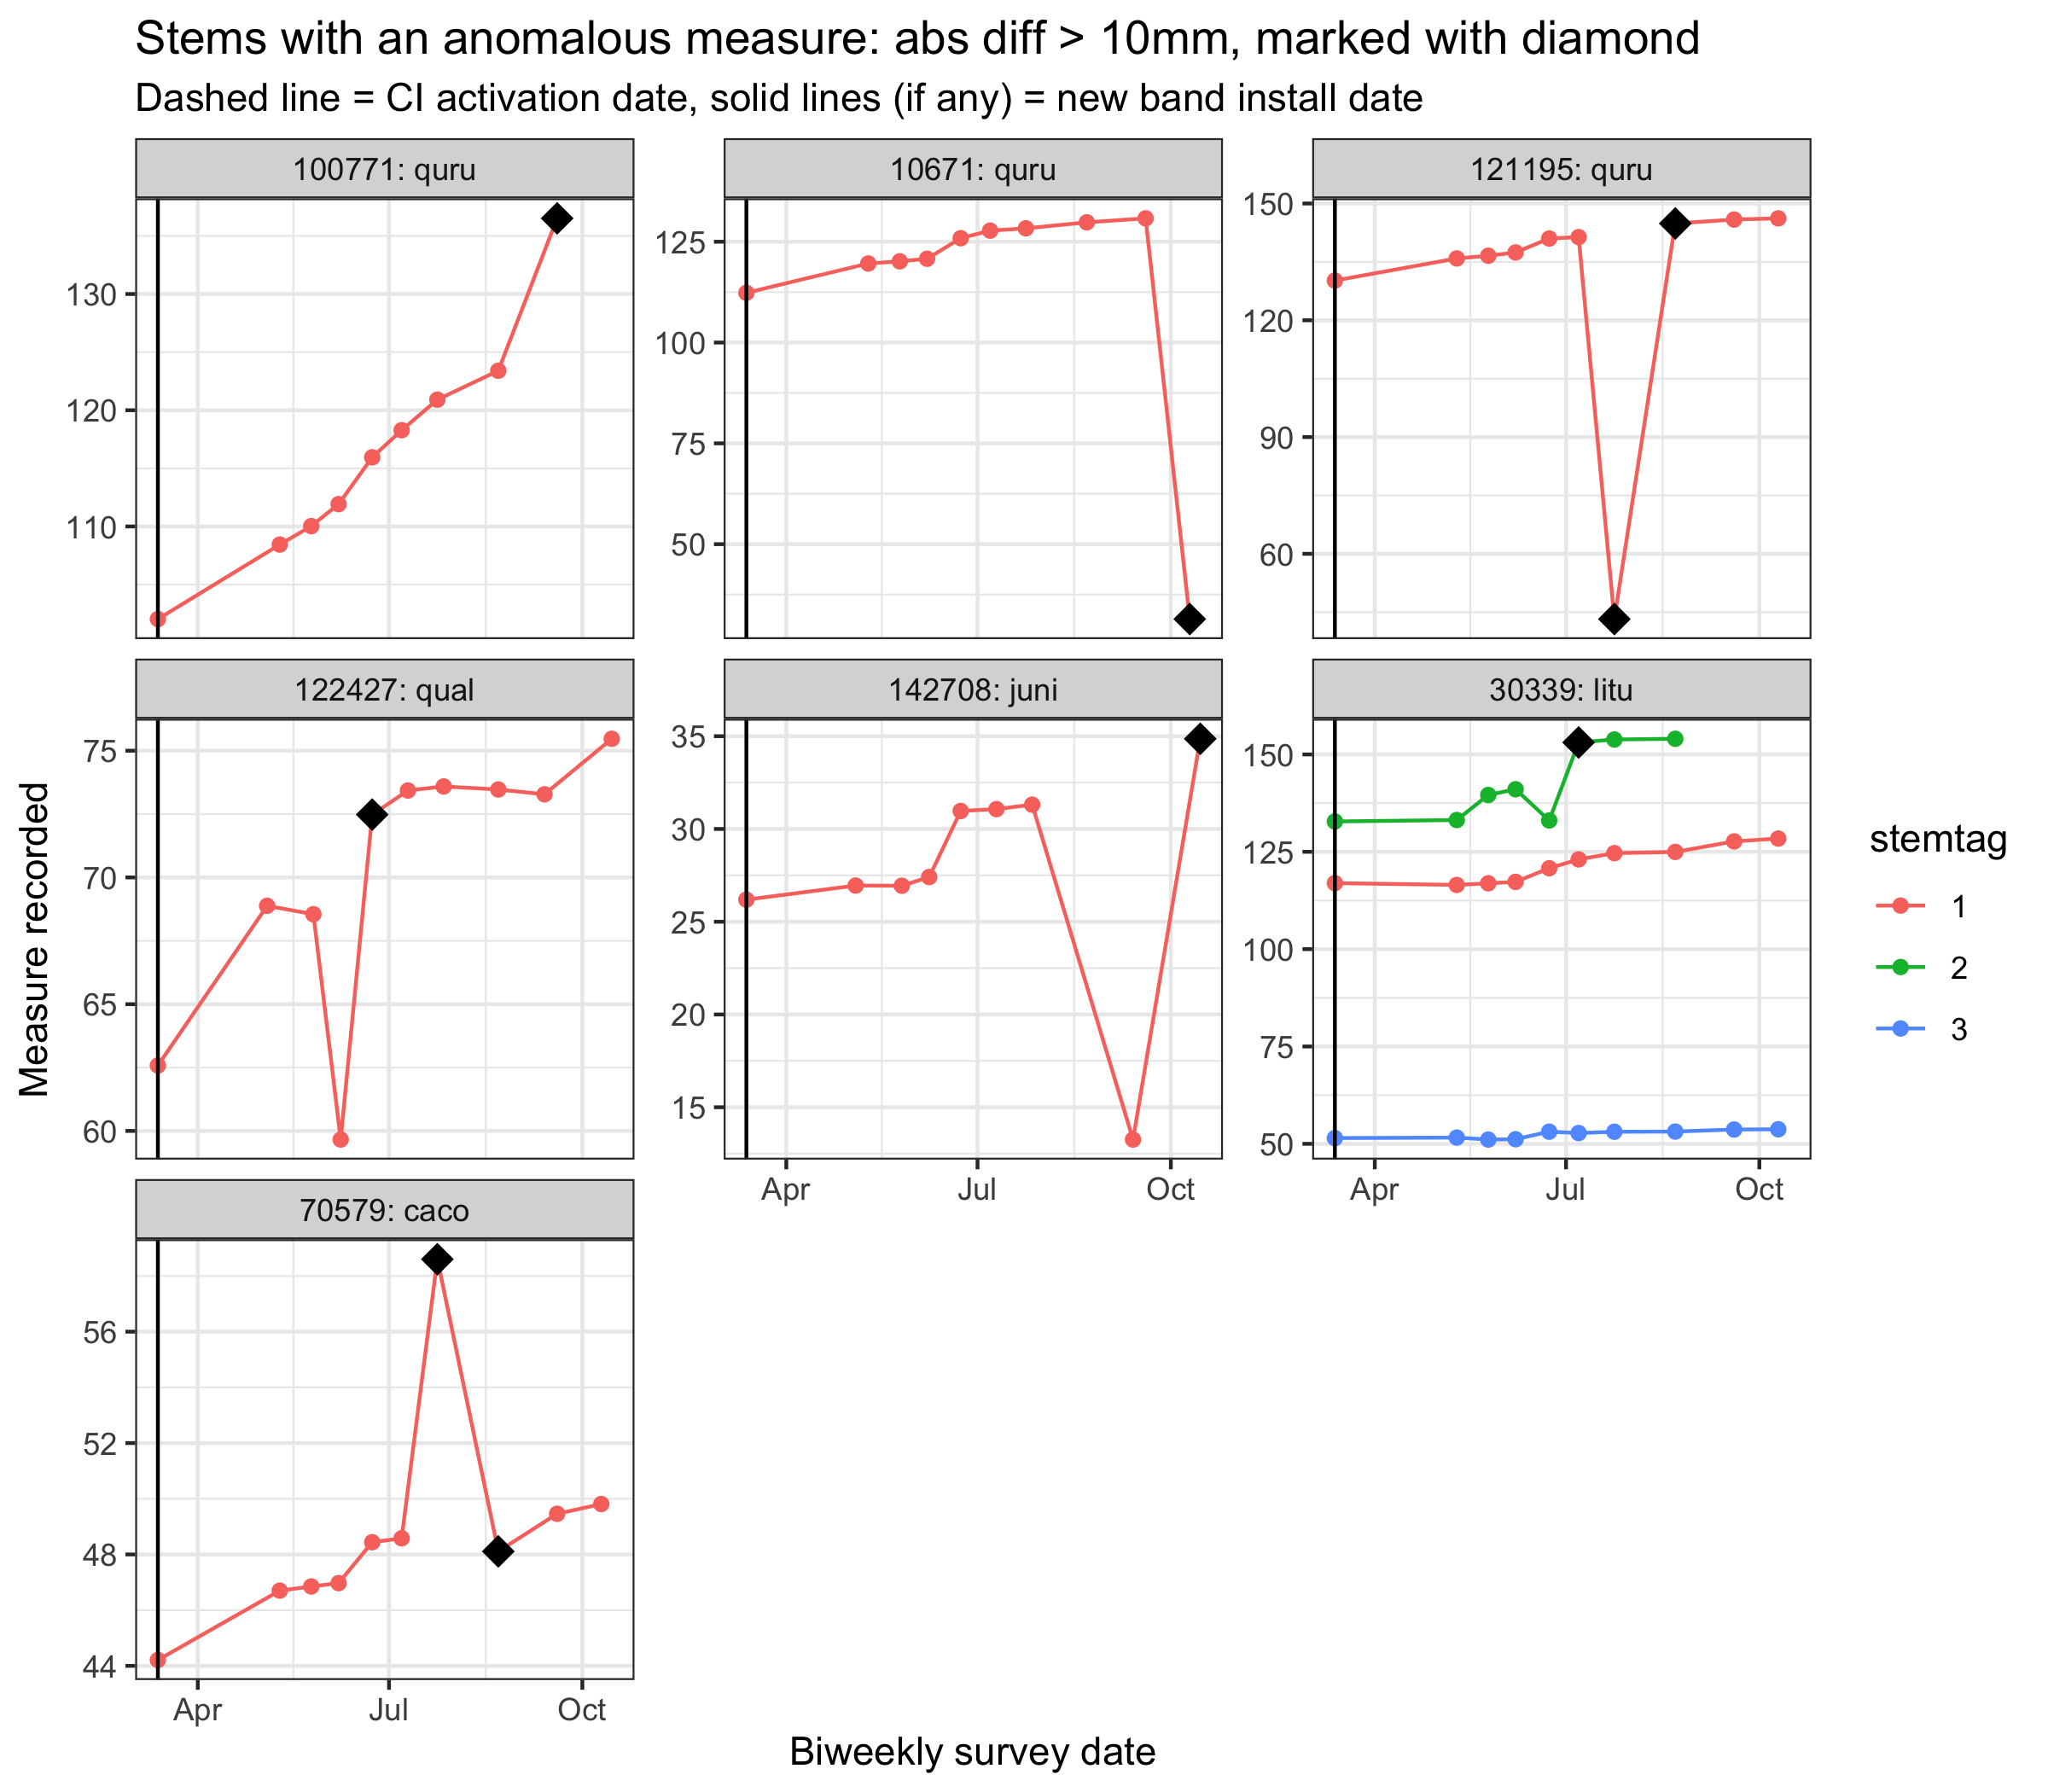 Stems with an anomalous measure: abs diff > 10mm, marked with diamond
Dashed line = CI activation date, solid lines (if any) = new band install date
100771: quru
10671: quru
121195: quru
130
120
110
125
100
75
50
150
120
90
60
122427: qual
142708: juni
30339: litu
75
70
65
60
35
30
25
20
15
Apr
Jul
Oct
150
125
100
75
50
Apr
Jul
Oct
70579: caco
56
52
48
44
Apr
Jul
Oct
Measure recorded
Biweekly survey date
stemtag
1
2
3